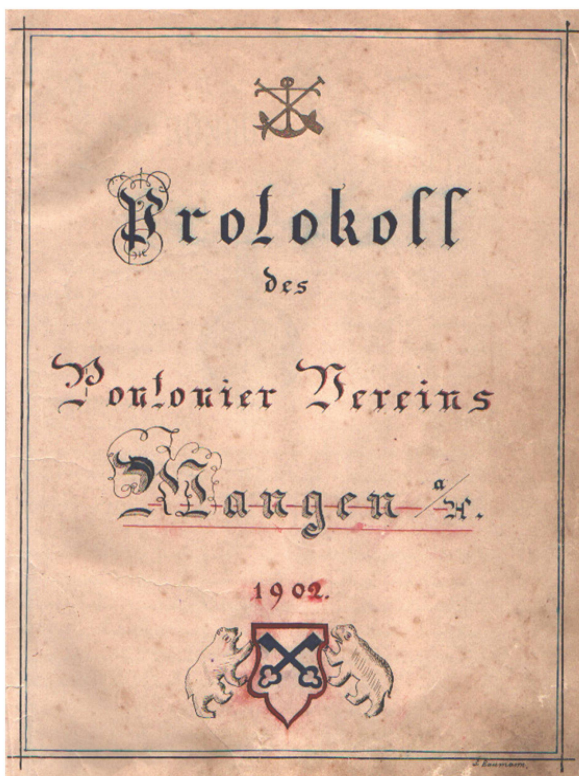 Protokoll
des
Pontonier Vereins
Wangen a/A.
1902.